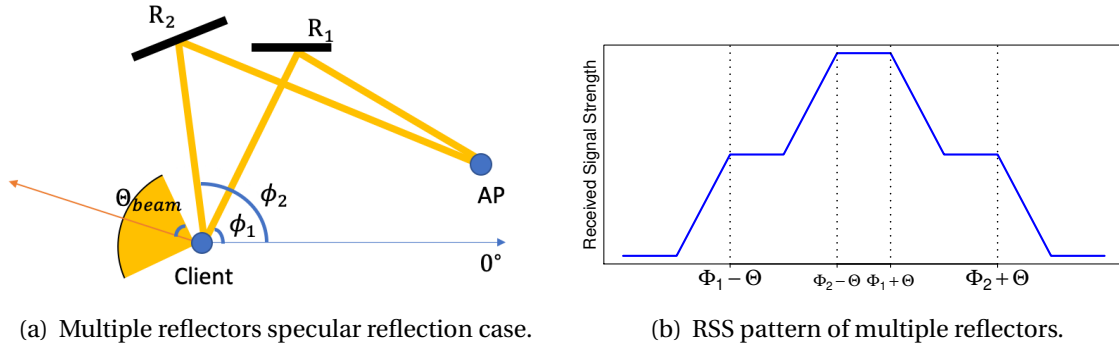 R₂
R₁
AP
Θ_beam
ϕ₂
ϕ₁
0°
Client
Received Signal Strength
Φ₁−Θ
Φ₂−Θ
Φ₁+Θ
Φ₂+Θ
(a) Multiple reflectors specular reflection case.
(b) RSS pattern of multiple reflectors.